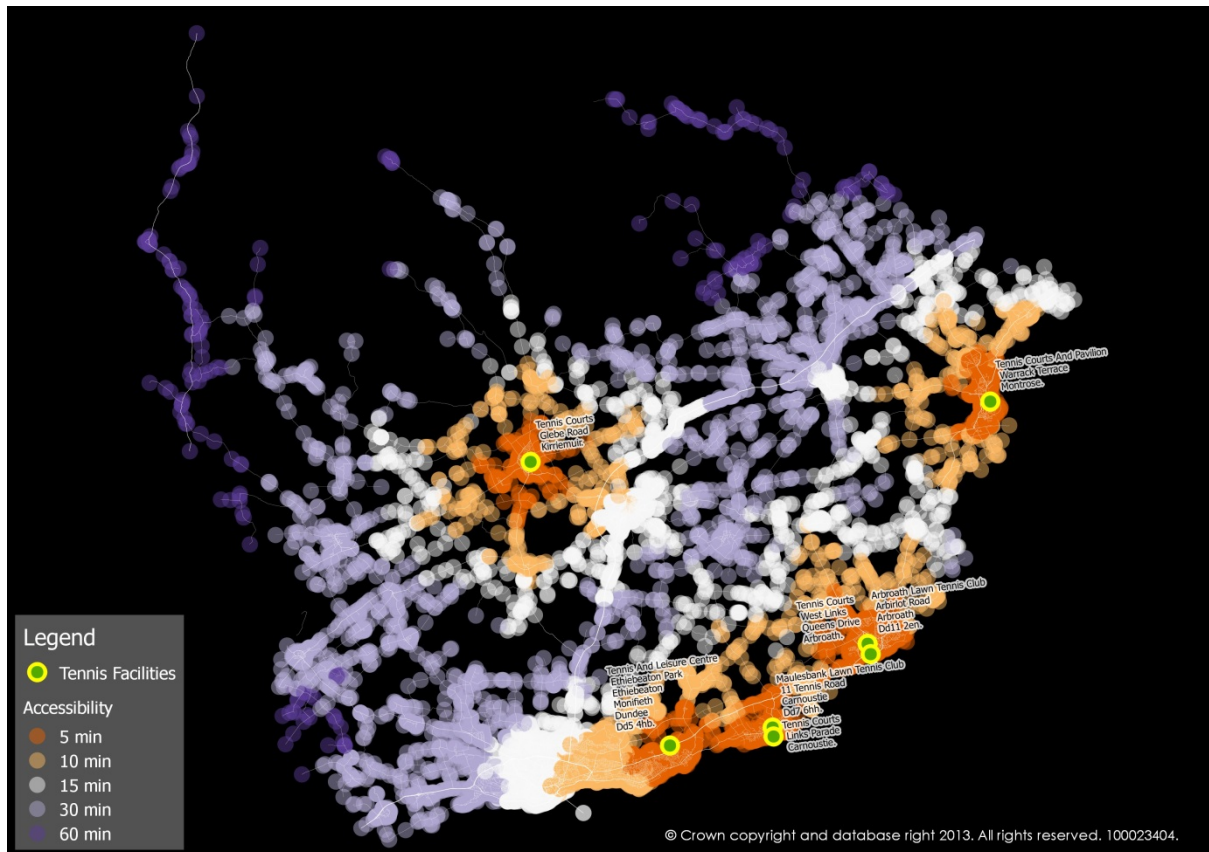 Tennis Courts And Pavilion
Warrack Terrace
Montrose.
Tennis Courts
Glebe Road
Kirriemuir.
Tennis Courts
West Links
Queens Drive
Arbroath.
Arbroath Lawn Tennis Club
Arbirlot Road
Arbroath
Dd11 2en.
Tennis And Leisure Centre
Ethiebeaton Park
Ethiebeaton
Monifieth
Dundee
Dd5 4hb.
Maulesbank Lawn Tennis Club
11 Tennis Road
Carnoustie
Dd7 6hh.
Tennis Courts
Links Parade
Carnoustie.
Legend
Tennis Facilities
Accessibility
5 min
10 min
15 min
30 min
60 min
© Crown copyright and database right 2013. All rights reserved. 100023404.